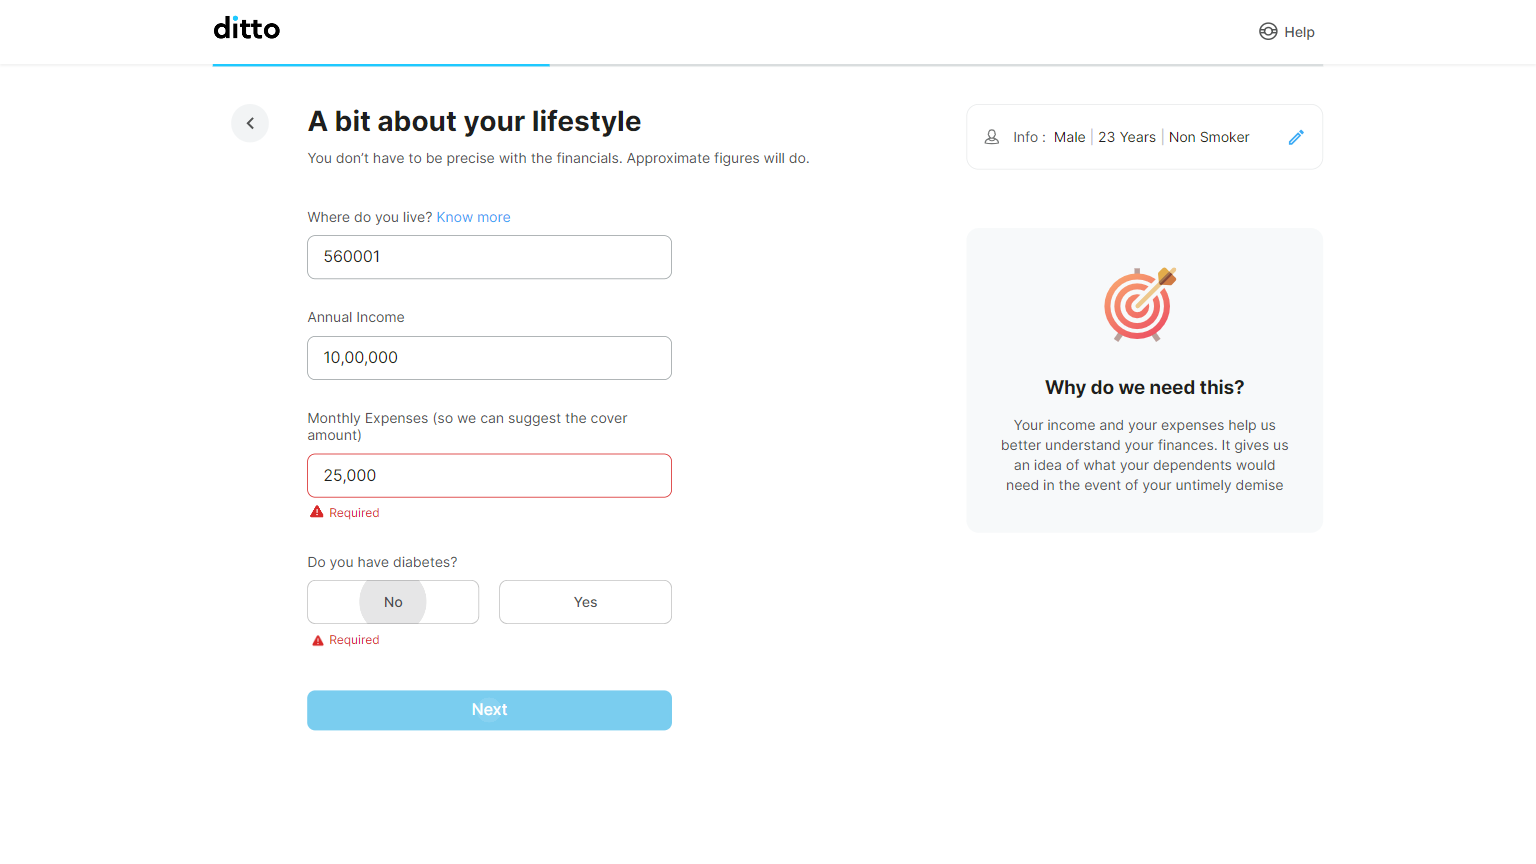 ditto
Help
A bit about your lifestyle
You don’t have to be precise with the financials. Approximate figures will do.
Info : Male | 23 Years | Non Smoker
Where do you live? Know more
560001
Annual Income
10,00,000
Monthly Expenses (so we can suggest the cover
amount)
25,000
Required
Do you have diabetes?
No
Yes
Required
Next
Why do we need this?
Your income and your expenses help us
better understand your finances. It gives us
an idea of what your dependents would
need in the event of your untimely demise